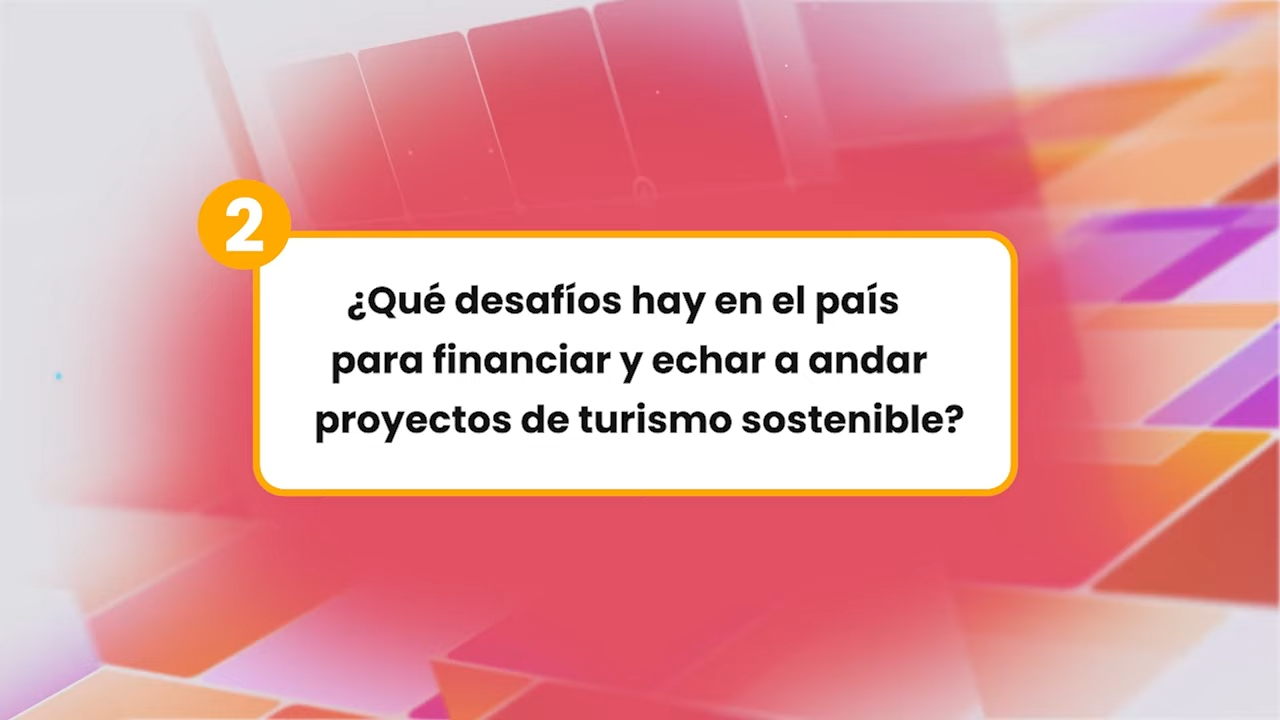 2
¿Qué desafíos hay en el país
para financiar y echar a andar
proyectos de turismo sostenible?